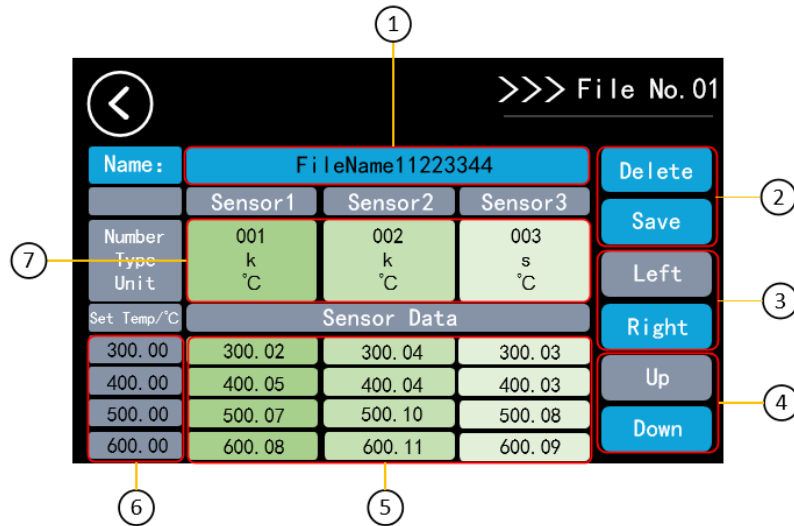 1
>>> File No.01
Name: FileName11223344 Delete
2
Sensor1 Sensor2 Sensor3 Save
Number 001 002 003
7 Type k k s Left
Unit °C °C °C
3
Set Temp/°C Sensor Data Right
300.00 300.02 300.04 300.03
400.00 400.05 400.04 400.03 Up
4
500.00 500.07 500.10 500.08 Down
600.00 600.08 600.11 600.09
6 5